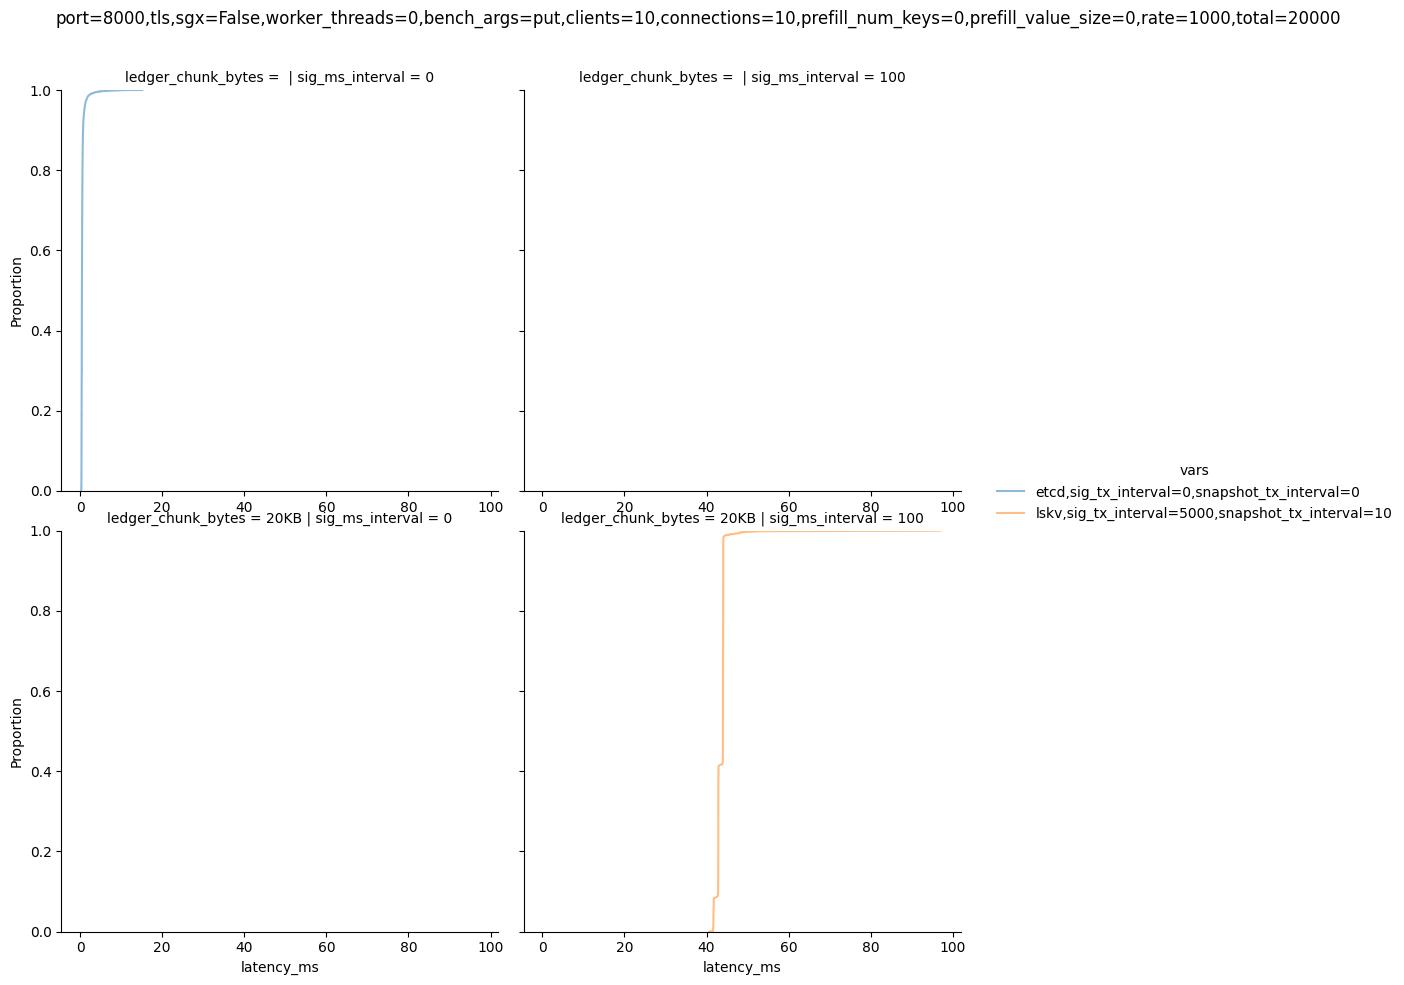 port=8000,tls,sgx=False,worker_threads=0,bench_args=put,clients=10,connections=10,prefill_num_keys=0,prefill_value_size=0,rate=1000,total=20000
ledger_chunk_bytes =  | sig_ms_interval = 0
ledger_chunk_bytes =  | sig_ms_interval = 100
1.0
0.8
0.6
0.4
0.2
0.0
Proportion
0 20 40 60 80 100
0 20 40 60 80 100
vars
etcd,sig_tx_interval=0,snapshot_tx_interval=0
lskv,sig_tx_interval=5000,snapshot_tx_interval=10
ledger_chunk_bytes = 20KB | sig_ms_interval = 0
ledger_chunk_bytes = 20KB | sig_ms_interval = 100
1.0
0.8
0.6
0.4
0.2
0.0
Proportion
0 20 40 60 80 100
0 20 40 60 80 100
latency_ms
latency_ms